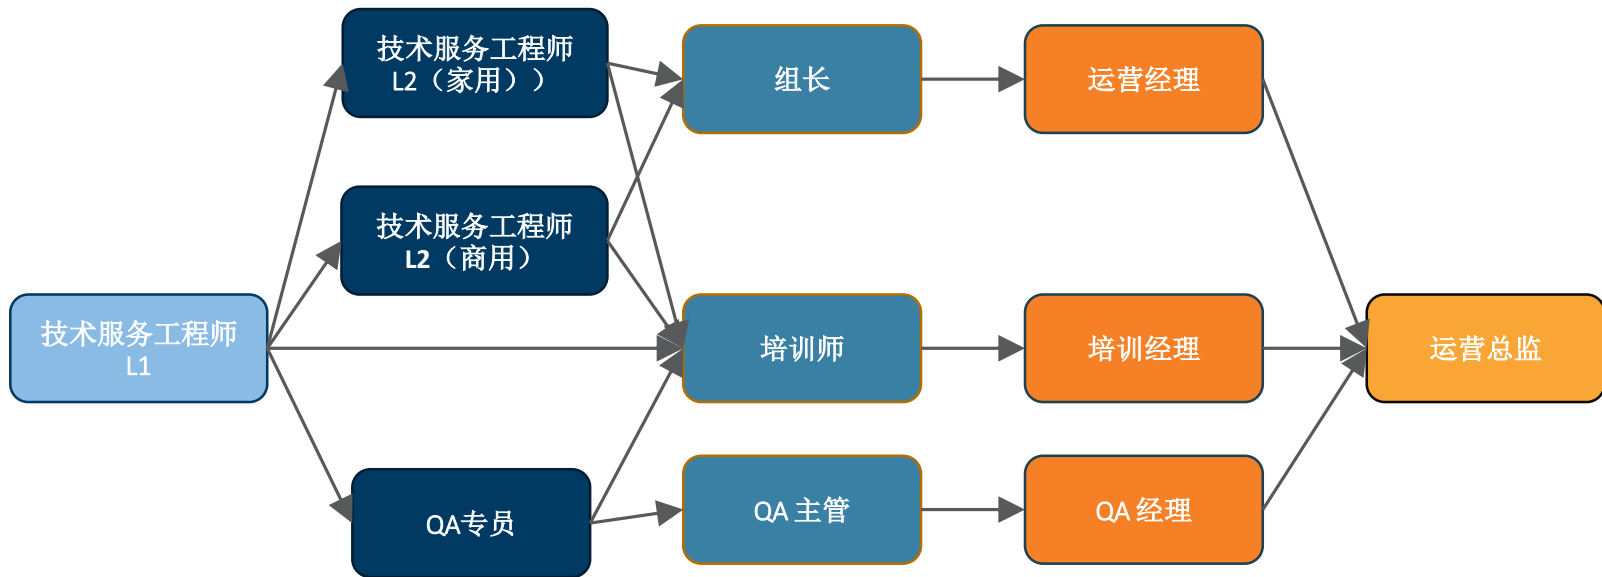 技术服务工程师
L2（家用））
组长
运营经理
技术服务工程师
L2（商用）
技术服务工程师
L1
培训师
培训经理
运营总监
QA专员
QA 主管
QA 经理